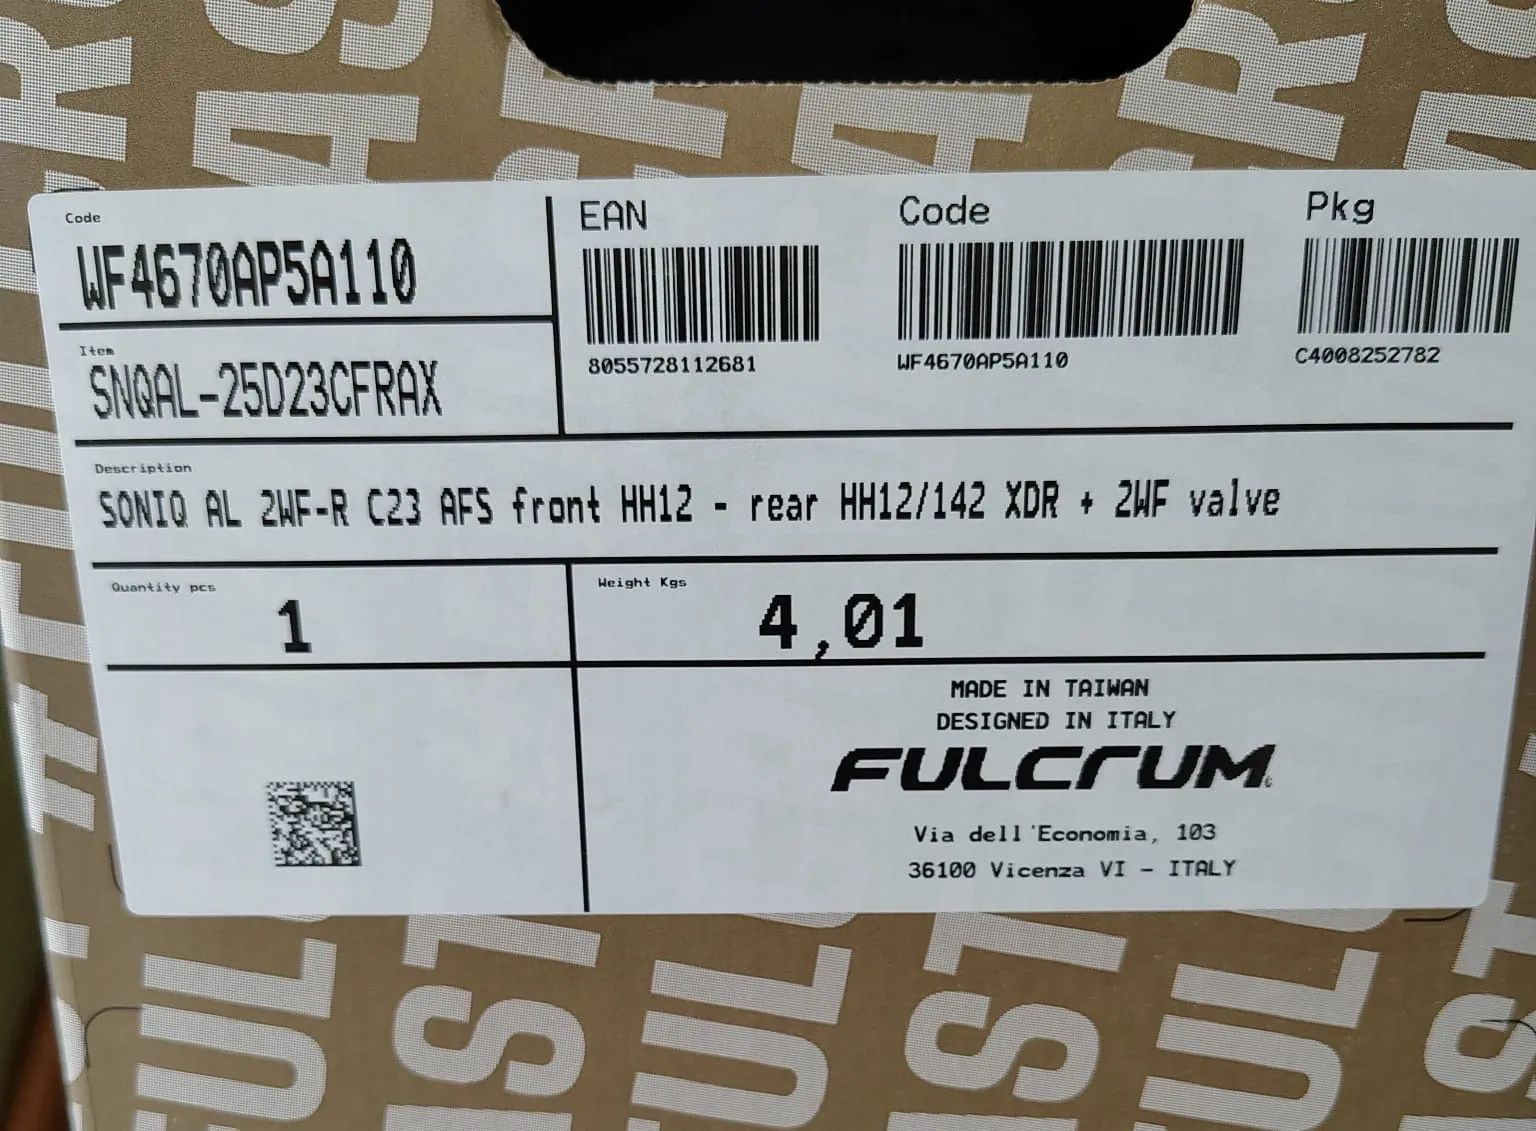 Code
WF4670AP5A110
Item
SNQAL-25D23CFRAX
EAN
8055728112681
Code
WF4670AP5A110
Pkg
C4008252782
Description
SONIQ AL 2WF-R C23 AFS front HH12 - rear HH12/142 XDR + 2WF valve
Quantity pcs
1
Weight Kgs
4,01
MADE IN TAIWAN
DESIGNED IN ITALY
FULCRUM
Via dell'Economia, 103
36100 Vicenza VI - ITALY